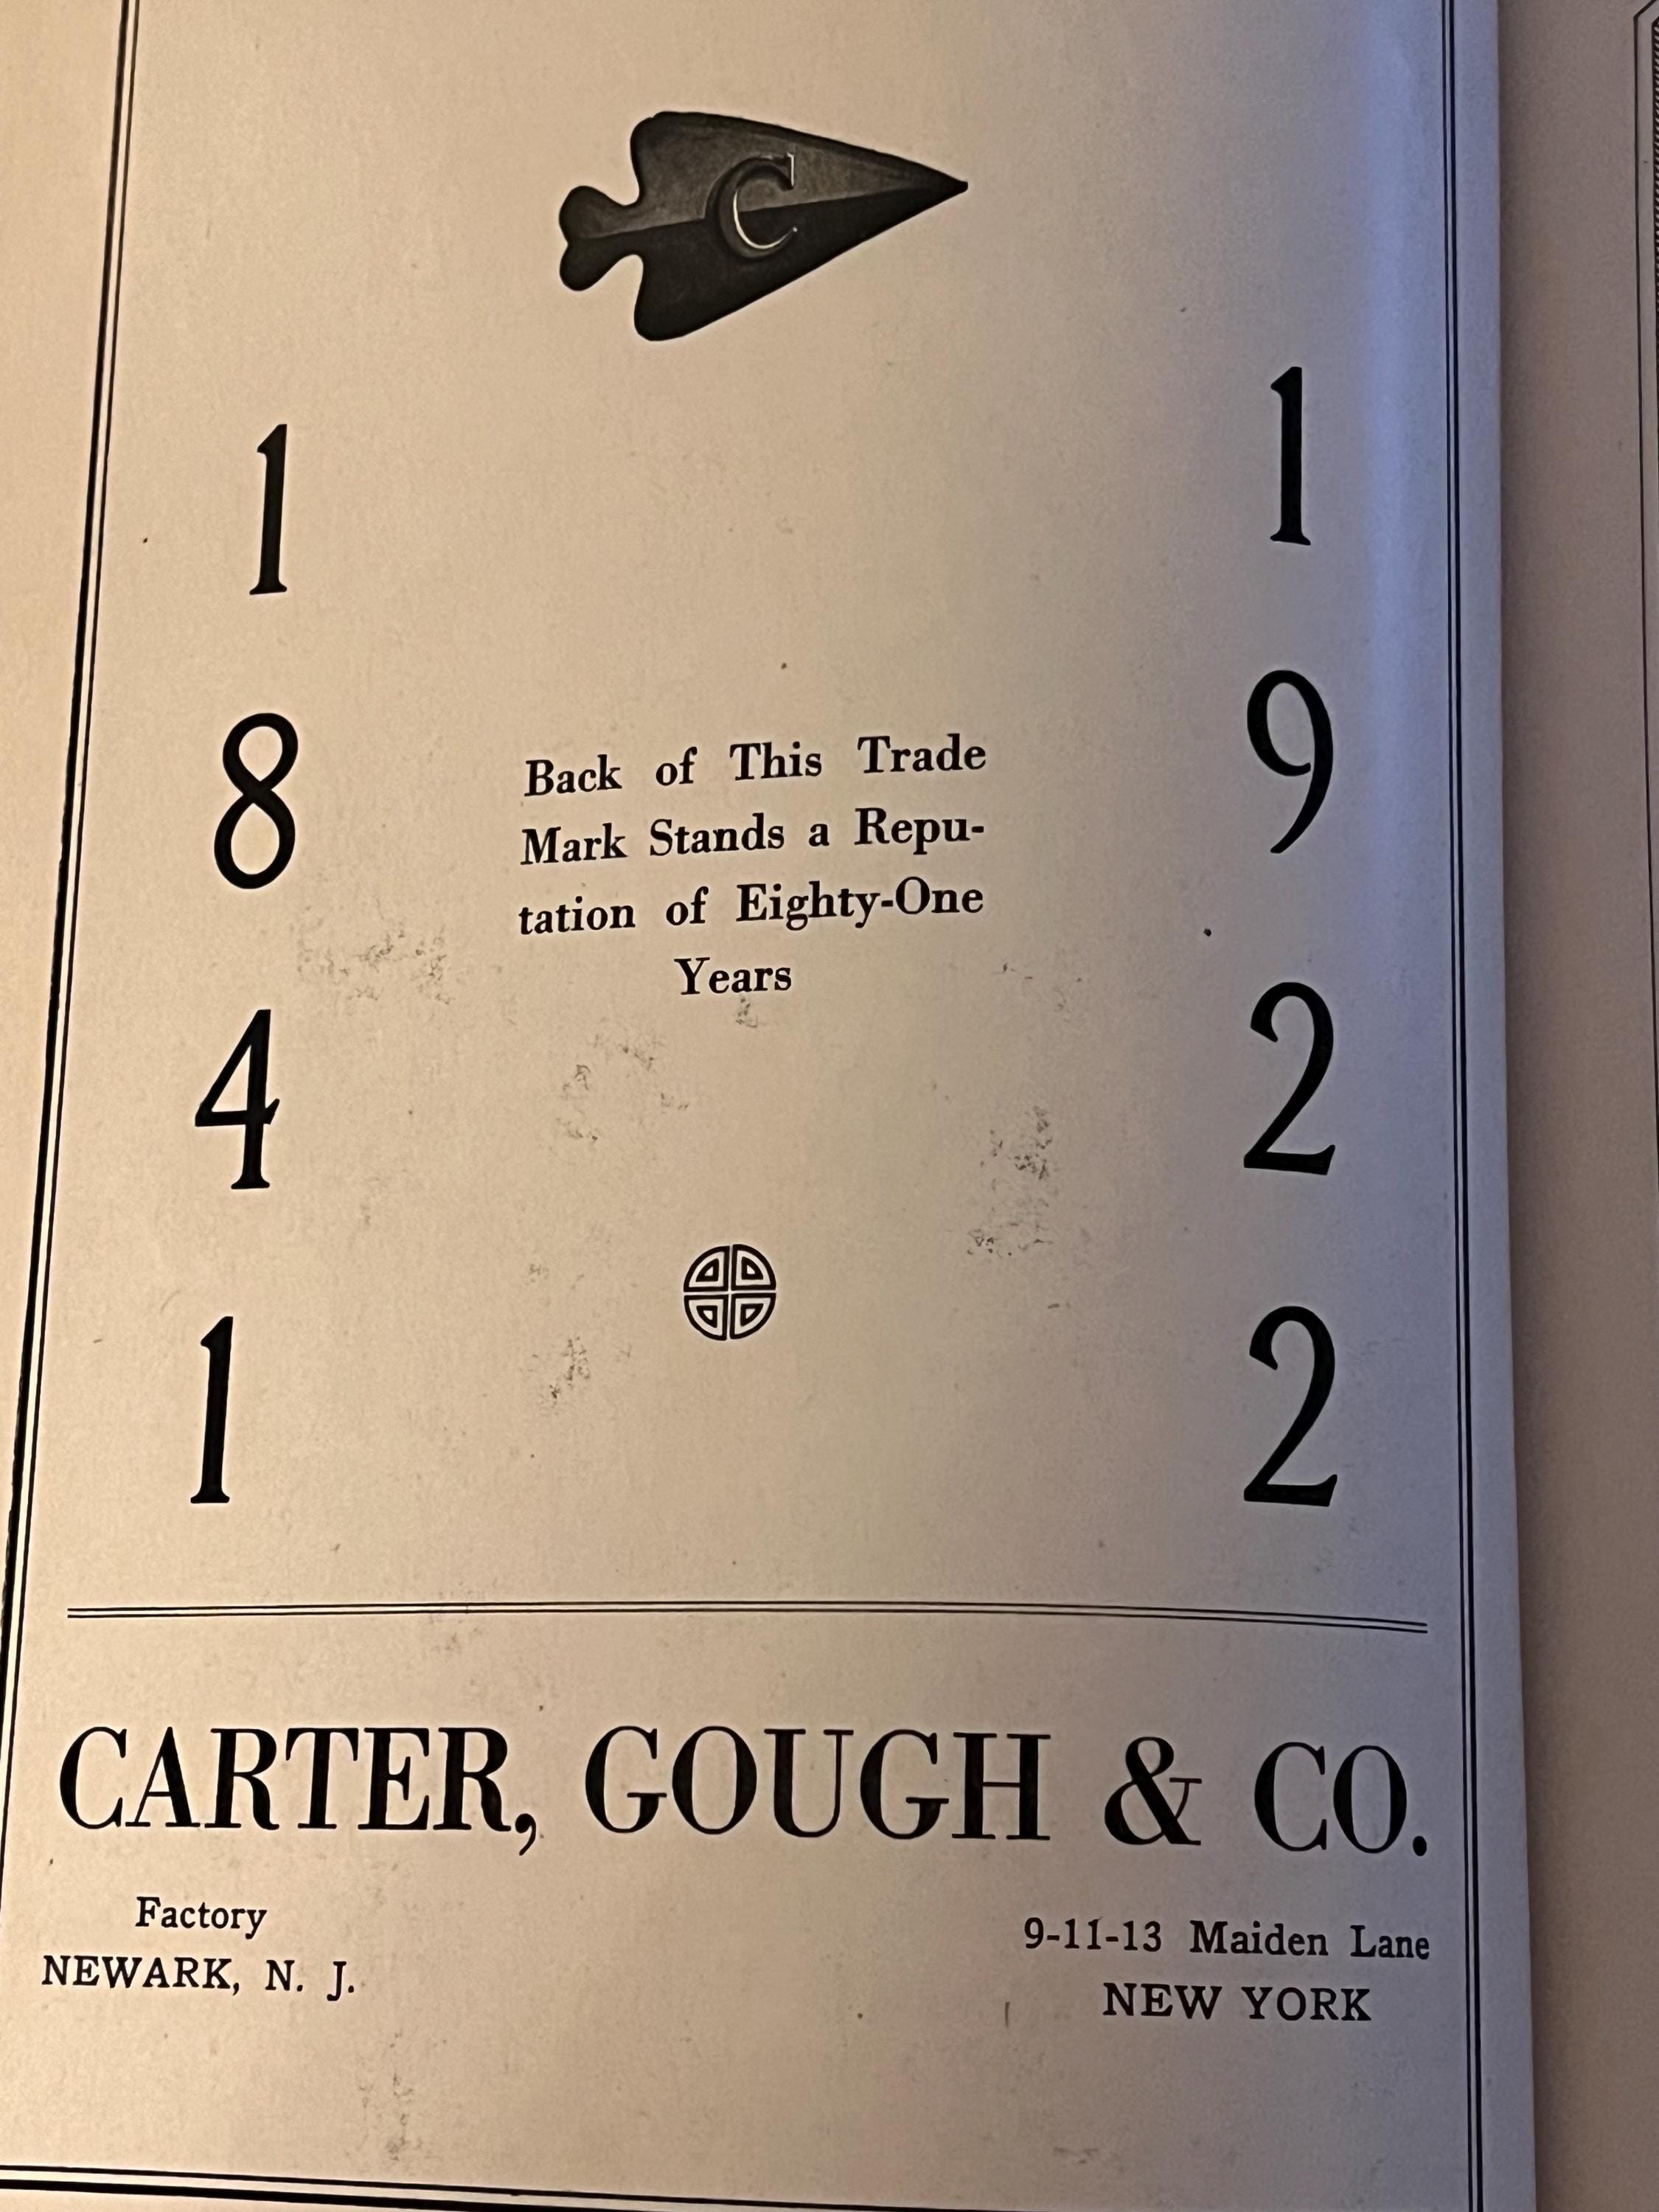 C
1 8 4 1
1 9 2 2
Back of This Trade
Mark Stands a Repu-
tation of Eighty-One
Years
CARTER, GOUGH & CO.
Factory
NEWARK, N. J.
9-11-13 Maiden Lane
NEW YORK